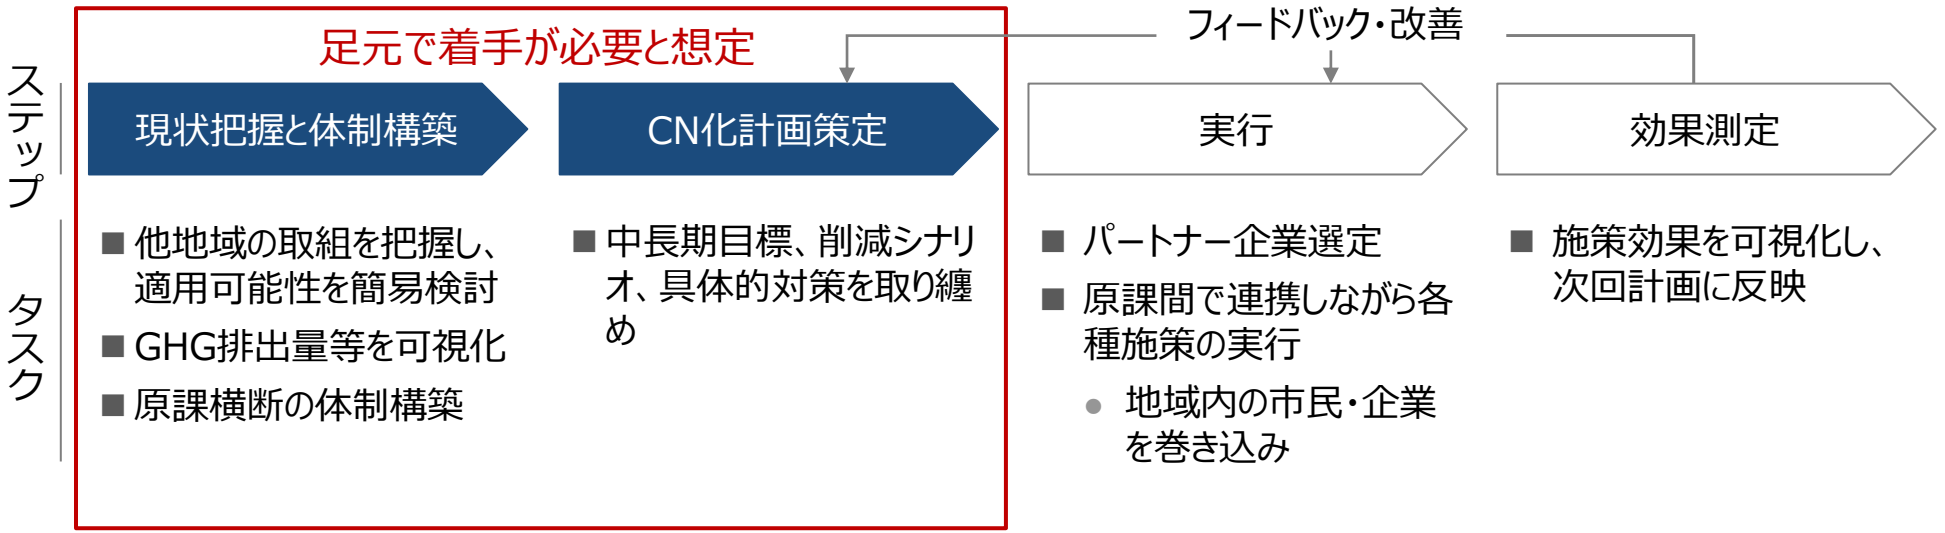 足元で着手が必要と想定
フィードバック・改善
ステップ
現状把握と体制構築
CN化計画策定
実行
効果測定
タスク
■ 他地域の取組を把握し、
適用可能性を簡易検討
■ GHG排出量等を可視化
■ 原課横断の体制構築
■ 中長期目標、削減シナリ
オ、具体的対策を取り纏
め
■ パートナー企業選定
■ 原課間で連携しながら各
種施策の実行
● 地域内の市民・企業
を巻き込み
■ 施策効果を可視化し、
次回計画に反映